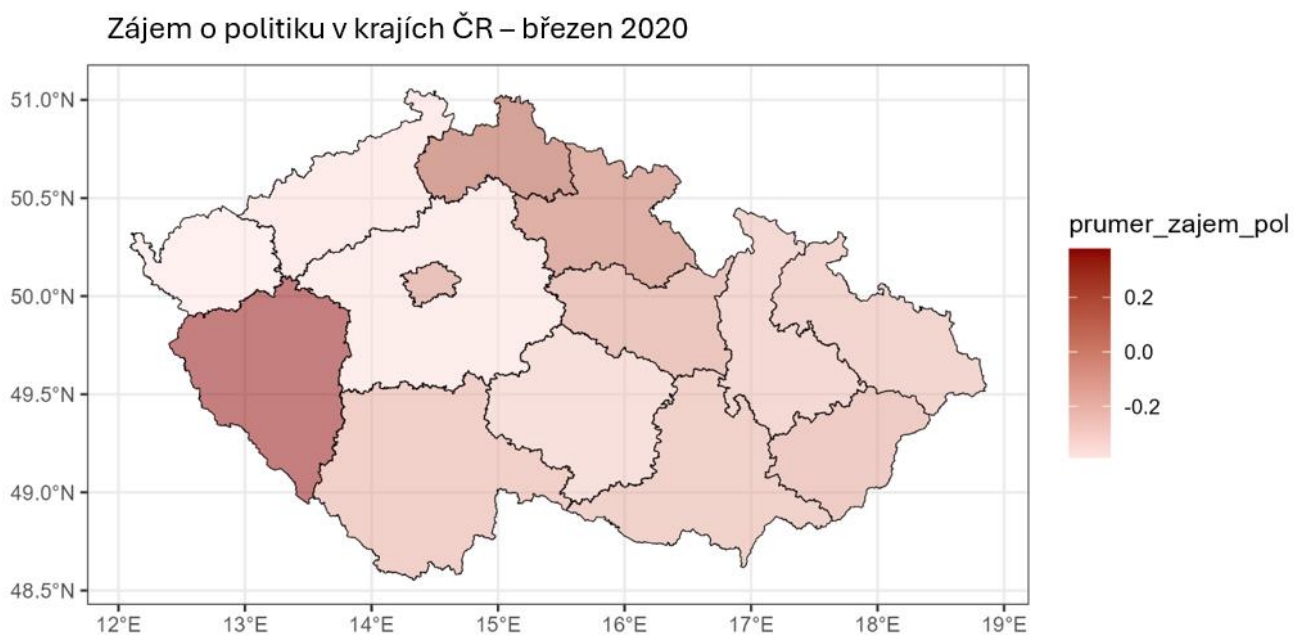 Zájem o politiku v krajích ČR – březen 2020
51.0°N
50.5°N
50.0°N
49.5°N
49.0°N
48.5°N
12°E 13°E 14°E 15°E 16°E 17°E 18°E 19°E
prumer_zajem_pol
0.2
0.0
-0.2